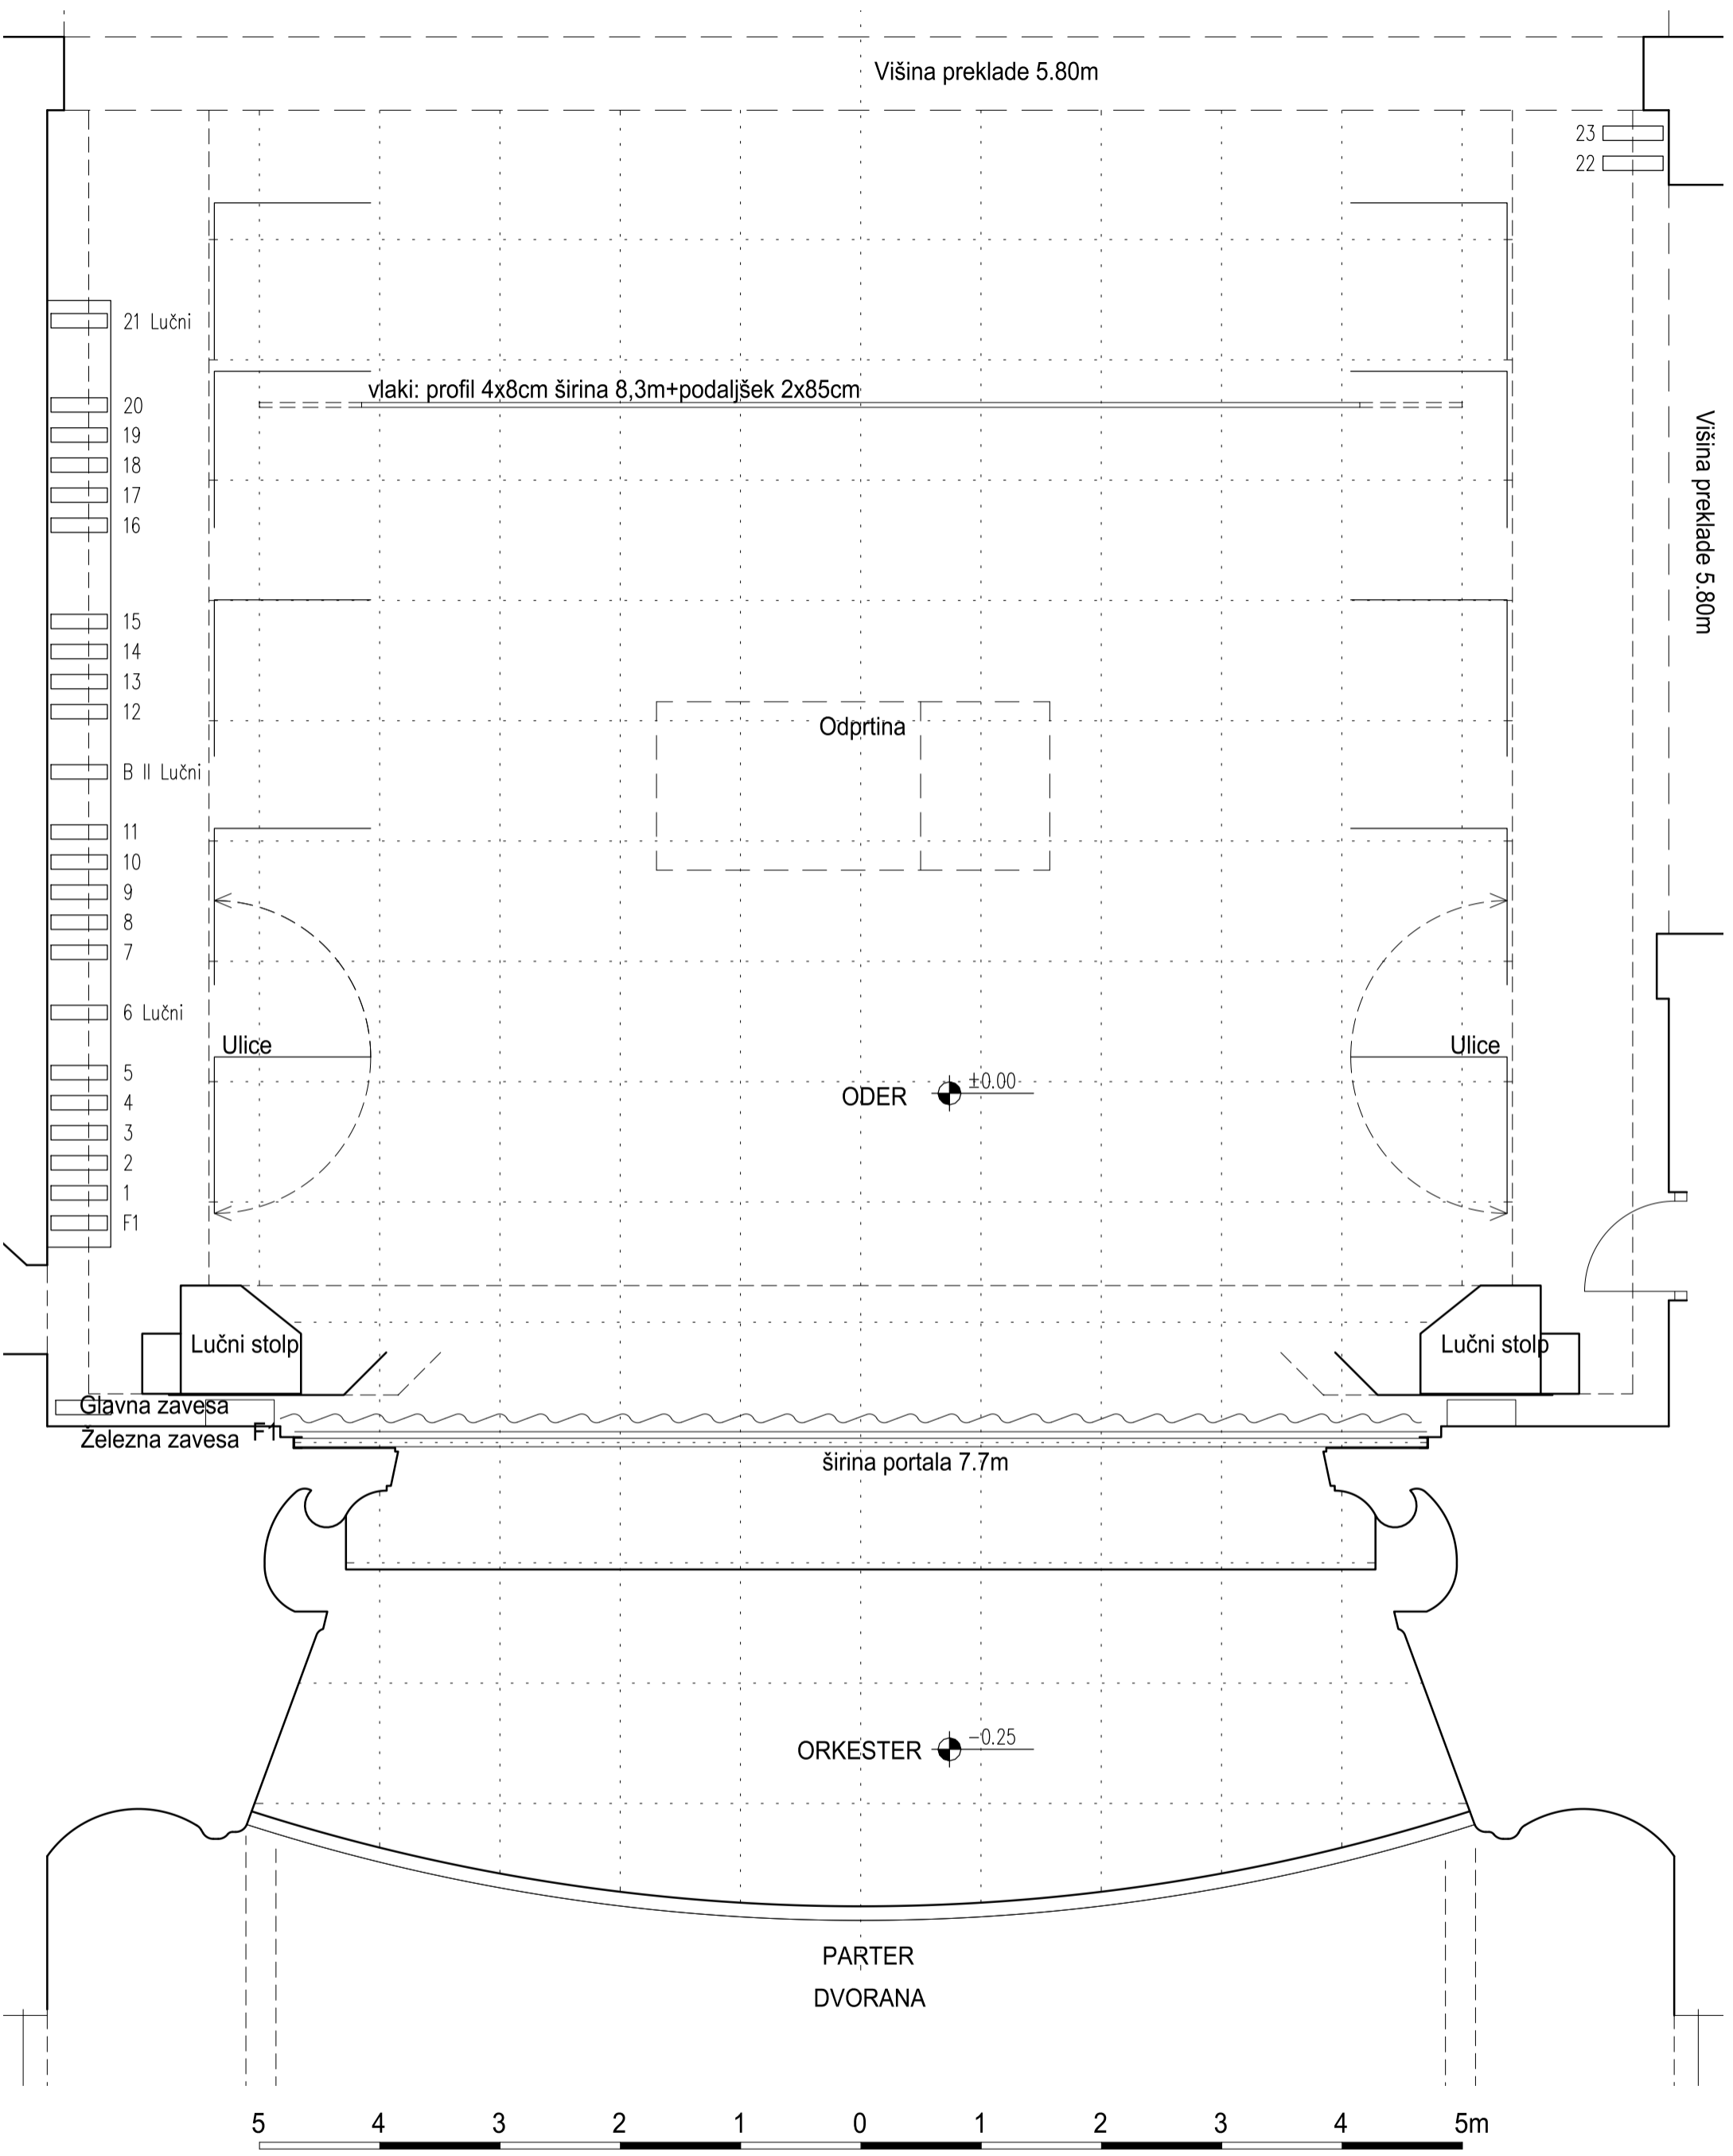 Višina preklade 5.80m
23
22
21 Lučni
vlaki: profil 4x8cm širina 8,3m+podaljšek 2x85cm
20
19
18
17
16
Višina preklade 5.80m
15
14
13
12
Odprtina
B II Lučni
11
10
9
8
7
6 Lučni
Ulice
Ulice
5
4
3
2
1
F1
ODER
±0.00
Lučni stolp
Lučni stolp
Glavna zavesa
Železna zavesa
F1
širina portala 7.7m
ORKESTER
-0.25
PARTER
DVORANA
5 4 3 2 1 0 1 2 3 4 5m